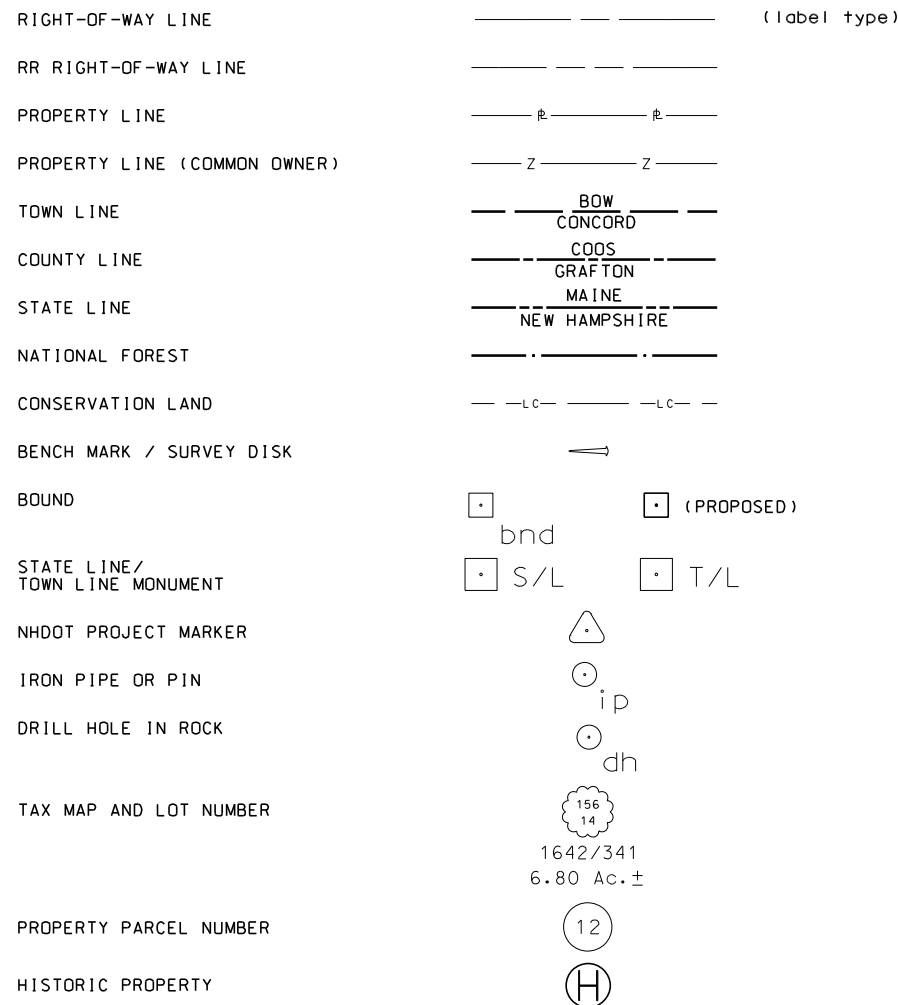 RIGHT-OF-WAY LINE (label type)
RR RIGHT-OF-WAY LINE
PROPERTY LINE ⅊ ⅊
PROPERTY LINE (COMMON OWNER) Z Z
TOWN LINE BOW
CONCORD
COUNTY LINE COOS
GRAFTON
STATE LINE MAINE
NEW HAMPSHIRE
NATIONAL FOREST
CONSERVATION LAND LC LC
BENCH MARK / SURVEY DISK
BOUND bnd (PROPOSED)
STATE LINE/
TOWN LINE MONUMENT S/L T/L
NHDOT PROJECT MARKER
IRON PIPE OR PIN ip
DRILL HOLE IN ROCK dh
TAX MAP AND LOT NUMBER 156
14
1642/341
6.80 Ac.±
PROPERTY PARCEL NUMBER 12
HISTORIC PROPERTY H